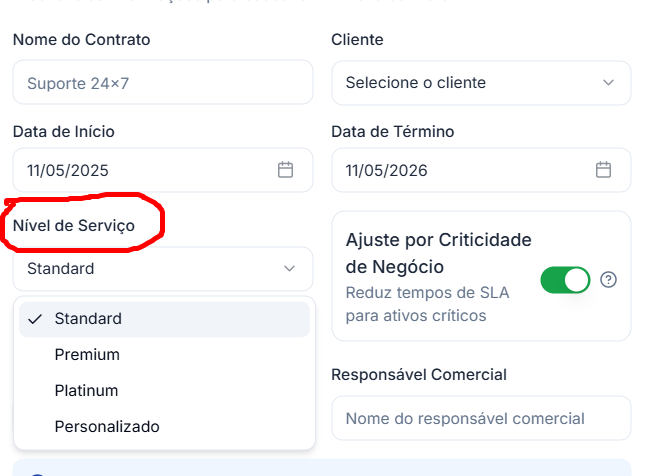 Nome do Contrato
Cliente
Suporte 24×7
Selecione o cliente
Data de Início
Data de Término
11/05/2025
11/05/2026
Nível de Serviço
Standard
Ajuste por Criticidade
de Negócio
Reduz tempos de SLA
para ativos críticos
Standard
Premium
Platinum
Personalizado
Responsável Comercial
Nome do responsável comercial